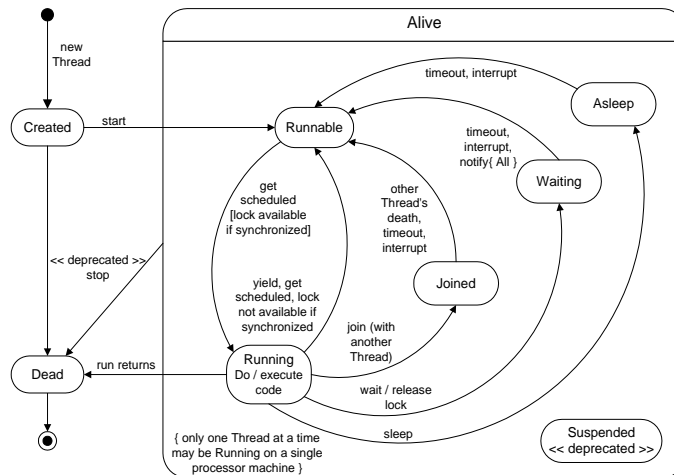 Alive
new
Thread
timeout, interrupt
Asleep
Created
start
Runnable
timeout,
interrupt,
notify{ All }
Waiting
get
scheduled
[lock available
if synchronized]
other
Thread's
death,
timeout,
interrupt
<< deprecated >>
stop
Joined
yield, get
scheduled, lock
not available if
synchronized
join (with
another
Thread)
Dead
run returns
Running
Do / execute
code
wait / release
lock
sleep
{ only one Thread at a time
may be Running on a single
processor machine }
Suspended
<< deprecated >>